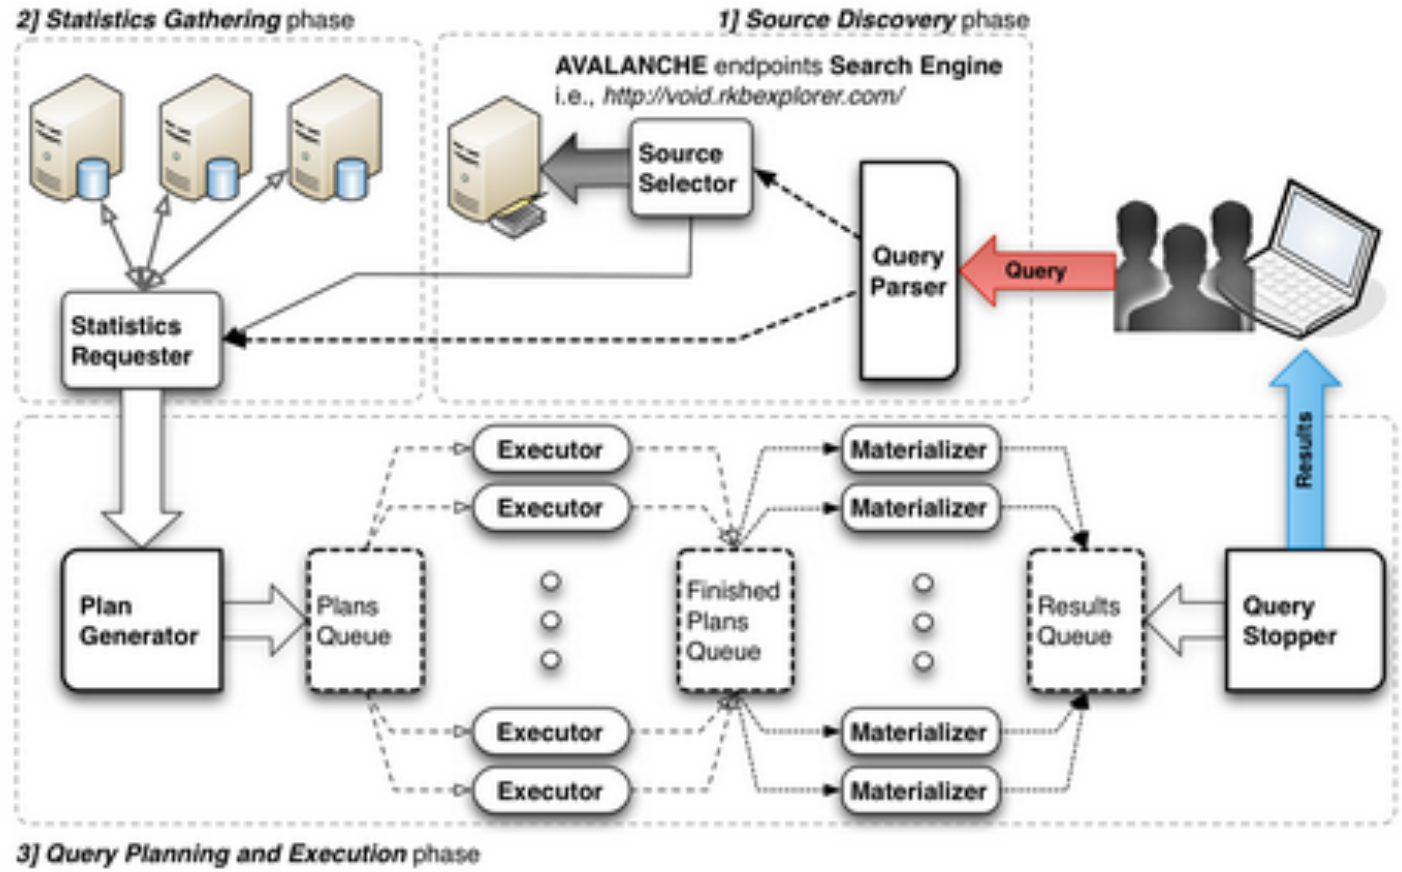 2] Statistics Gathering phase
1] Source Discovery phase
AVALANCHE endpoints Search Engine
i.e., http://void.rkbexplorer.com/
Source
Selector
Query
Parser
Query
Statistics
Requester
Results
Executor
Materializer
Executor
Materializer
Plan
Generator
Plans
Queue
Finished
Plans
Queue
Results
Queue
Query
Stopper
Executor
Materializer
Executor
Materializer
3] Query Planning and Execution phase